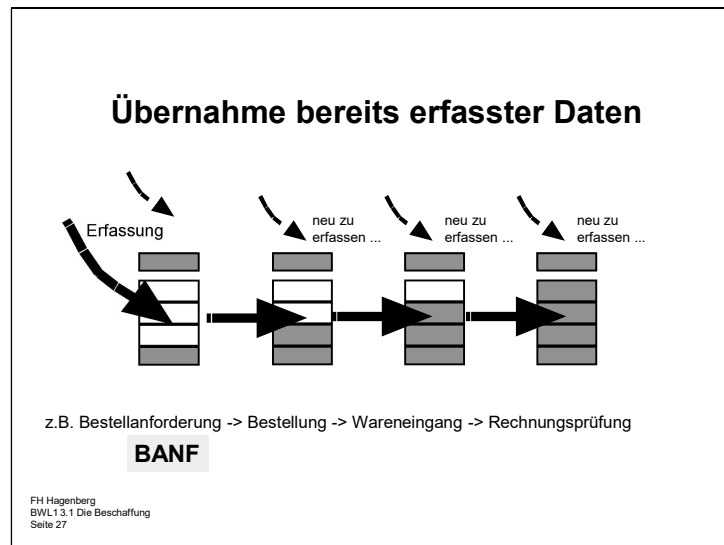 Übernahme bereits erfasster Daten
Erfassung
neu zu
erfassen ...
neu zu
erfassen ...
neu zu
erfassen ...
z.B. Bestellanforderung -> Bestellung -> Wareneingang -> Rechnungsprüfung
BANF
FH Hagenberg
BWL1 3.1 Die Beschaffung
Seite 27